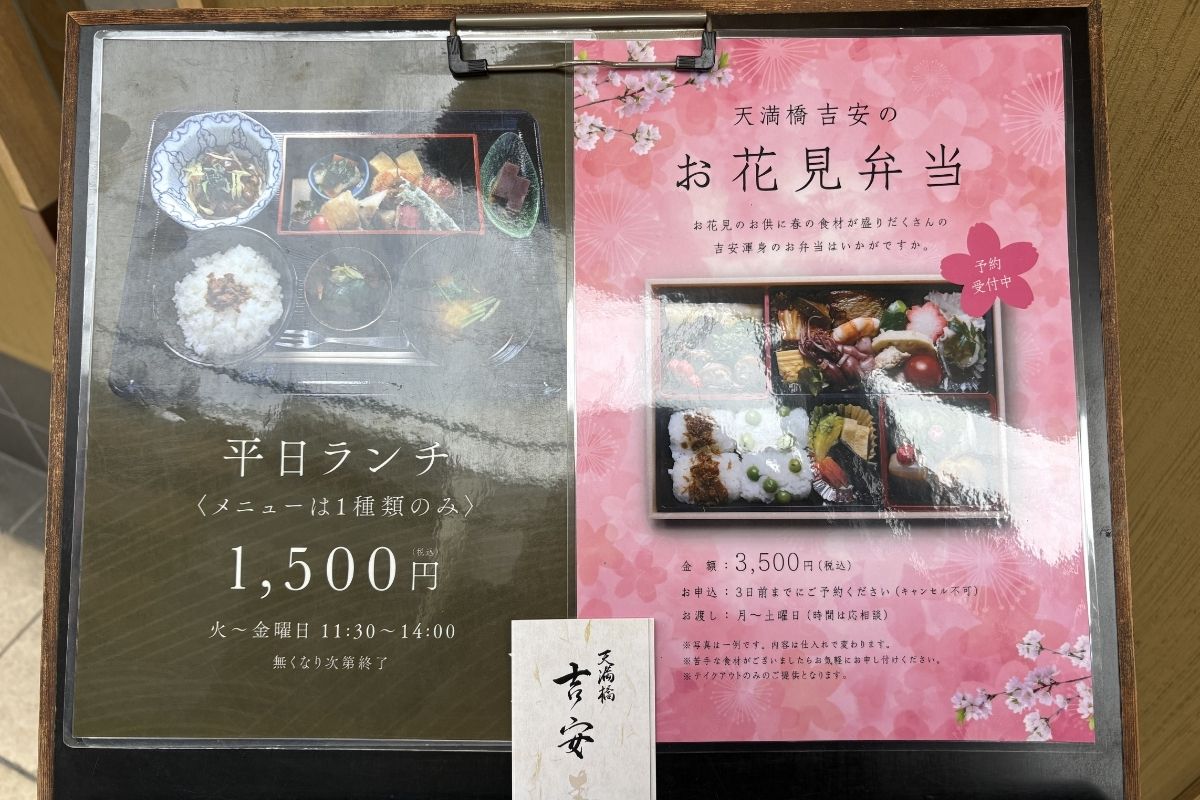 平日ランチ
〈メニューは1種類のみ〉
1,500円(税込)
火～金曜日 11:30～14:00
無くなり次第終了
天満橋吉安の
お花見弁当
お花見のお供に春の食材が盛りだくさんの
吉安渾身のお弁当はいかがですか。
予約
受付中
金　額：3,500円(税込)
お申込：3日前までにご予約ください(キャンセル不可)
お渡し：月～土曜日(時間は応相談)
※写真は一例です。内容は仕入れで変わります。
※苦手な食材がございましたらお気軽にお申し付けください。
※テイクアウトのみのご提供となります。
天満橋
吉安